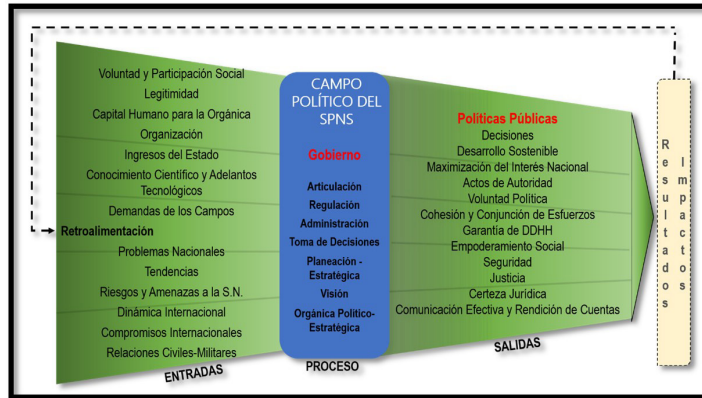 Voluntad y Participación Social
Legitimidad
Capital Humano para la Orgánica
Organización
Ingresos del Estado
Conocimiento Científico y Adelantos
Tecnológicos
Demandas de los Campos
Retroalimentación
Problemas Nacionales
Tendencias
Riesgos y Amenazas a la S.N.
Dinámica Internacional
Compromisos Internacionales
Relaciones Civiles-Militares
ENTRADAS
CAMPO
POLÍTICO DEL
SPNS
Gobierno
Articulación
Regulación
Administración
Toma de Decisiones
Planeación -
Estratégica
Visión
Orgánica Político-
Estratégica
PROCESO
Políticas Públicas
Decisiones
Desarrollo Sostenible
Maximización del Interés Nacional
Actos de Autoridad
Voluntad Política
Cohesión y Conjunción de Esfuerzos
Garantía de DDHH
Empoderamiento Social
Seguridad
Justicia
Certeza Jurídica
Comunicación Efectiva y Rendición de Cuentas
SALIDAS
Resultados
Impactos